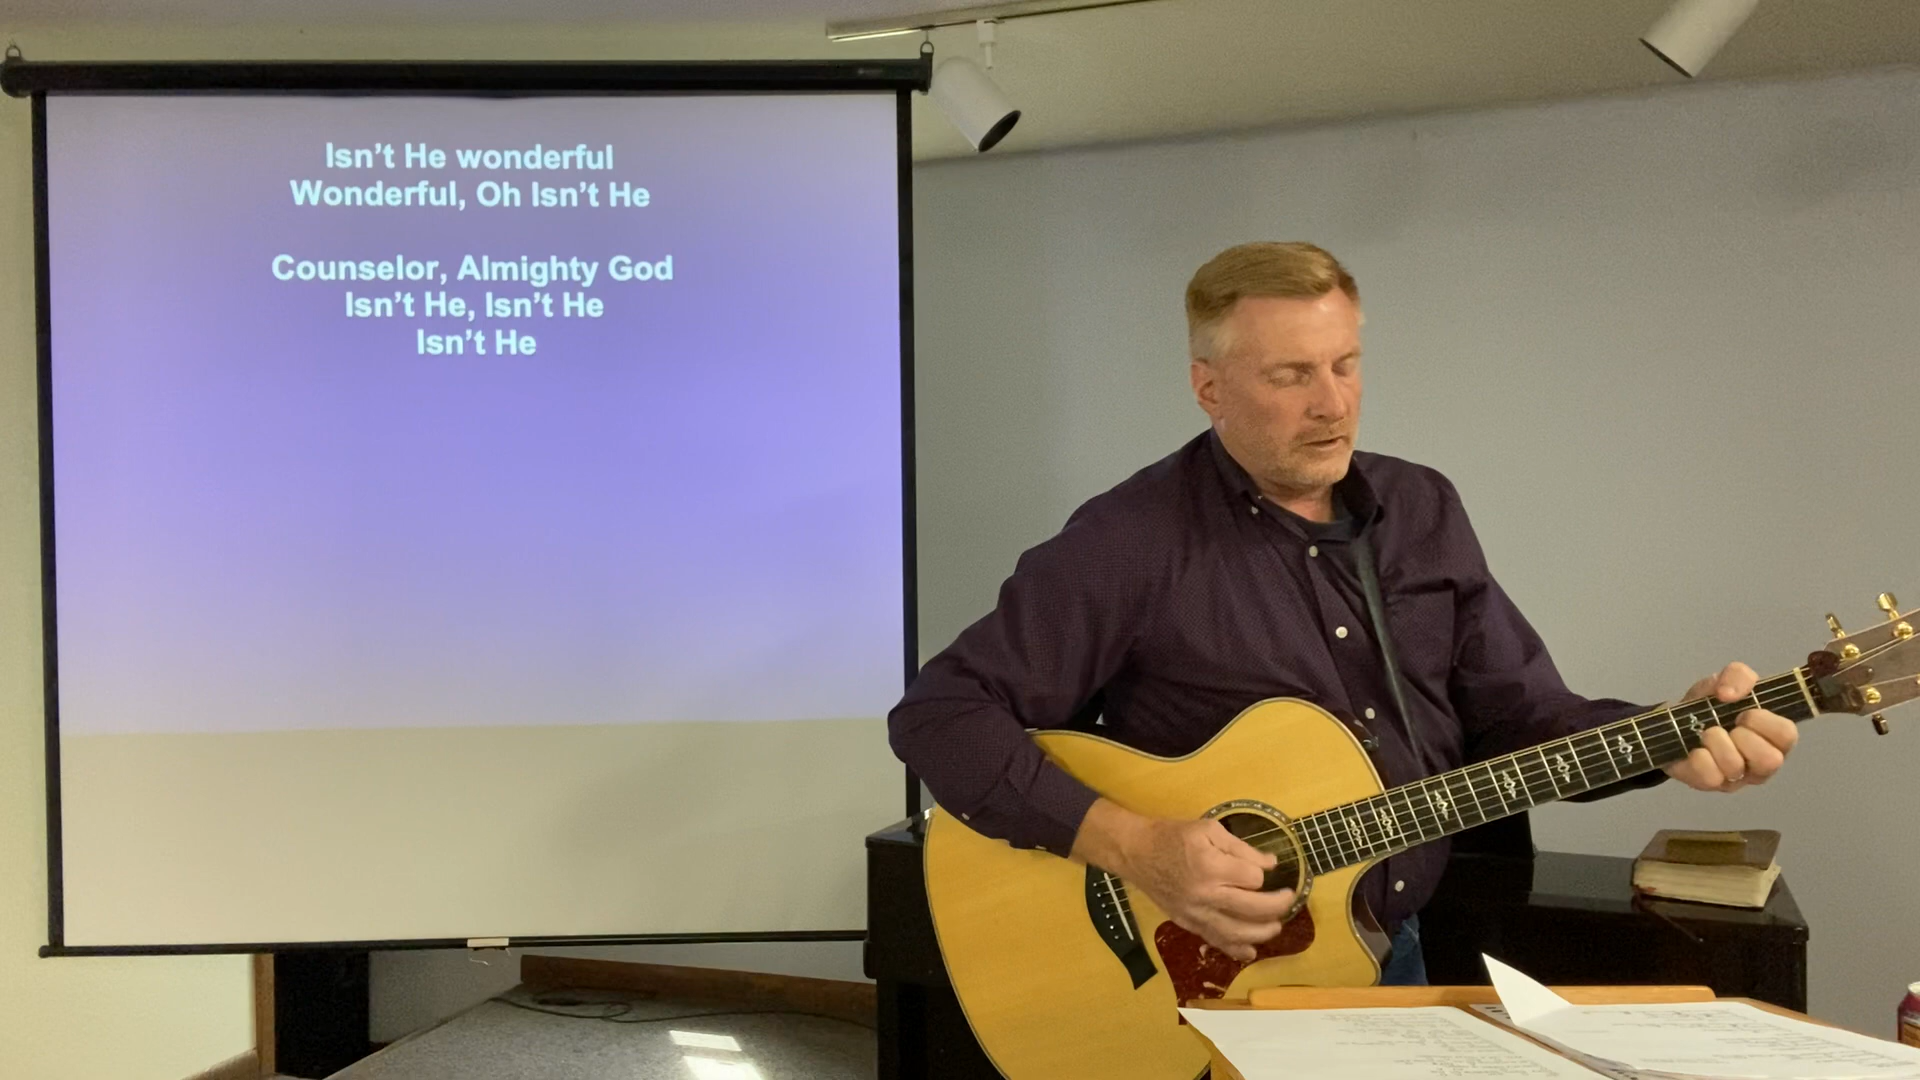 Isn’t He wonderful
Wonderful, Oh Isn’t He
Counselor, Almighty God
Isn’t He, Isn’t He
Isn’t He